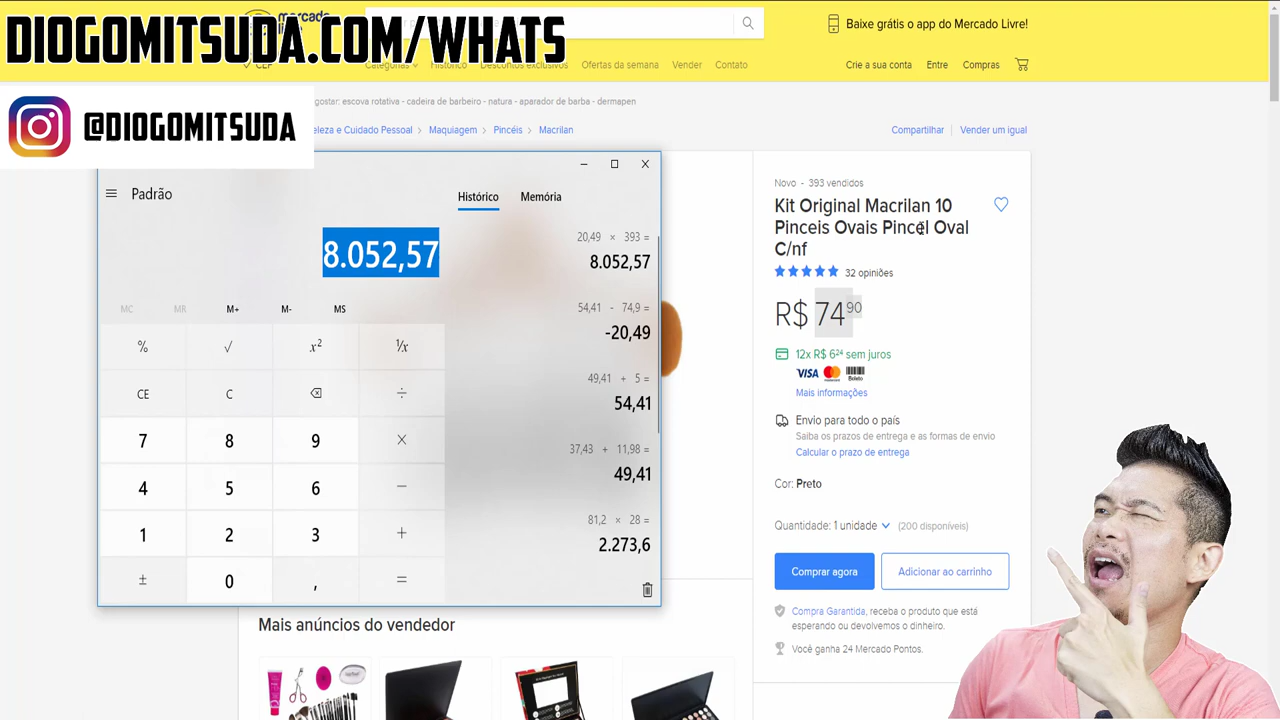 DIOGOMITSUDA.COM/WHATS
mercado
Baixe grátis o app do Mercado Livre!
CEP
Categorias
Histórico
Descontos exclusivos
Ofertas da semana
Vender
Contato
Crie a sua conta
Entre
Compras
@DIOGOMITSUDA
gostar: escova rotativa - cadeira de barbeiro - natura - aparador de barba - dermapen
eleza e Cuidado Pessoal > Maquiagem > Pincéis > Macrilan
Compartilhar
Vender um igual
Padrão
Histórico
Memória
8.052,57
20,49 × 393 =
8.052,57
54,41 - 74,9 =
-20,49
49,41 + 5 =
54,41
37,43 + 11,98 =
49,41
81,2 × 28 =
2.273,6
MC MR M+ M- MS
% √ x² ¹/x
CE C ÷
7 8 9 ×
4 5 6 −
1 2 3 +
± 0 , =
Novo - 393 vendidos
Kit Original Macrilan 10
Pinceis Ovais Pincel Oval
C/nf
32 opiniões
R$ 74 90
12x R$ 6 24 sem juros
VISA Boleto
Mais informações
Envio para todo o país
Saiba os prazos de entrega e as formas de envio
Calcular o prazo de entrega
Cor: Preto
Quantidade: 1 unidade (200 disponíveis)
Comprar agora
Adicionar ao carrinho
Compra Garantida, receba o produto que está
esperando ou devolvemos o dinheiro.
Você ganha 24 Mercado Pontos.
Mais anúncios do vendedor